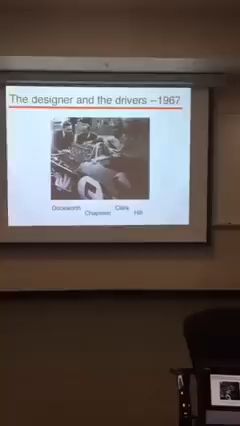 The designer and the drivers –1967
Duckworth Clark
Chapman Hill